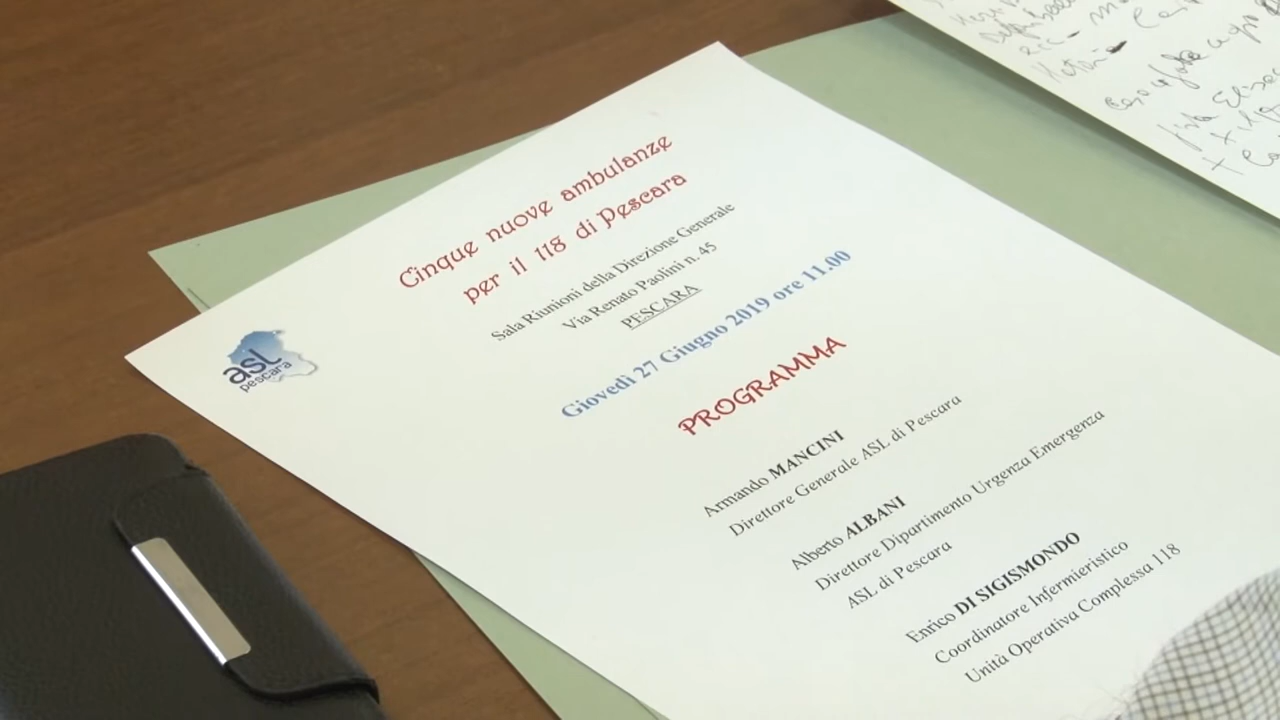 Cinque nuove ambulanze
per il 118 di Pescara
Sala Riunioni della Direzione Generale
Via Renato Paolini n. 45
PESCARA
Giovedì 27 Giugno 2019 ore 11.00
asl
pescara
PROGRAMMA
Armando MANCINI
Direttore Generale ASL di Pescara
Alberto ALBANI
Direttore Dipartimento Urgenza Emergenza
ASL di Pescara
Enrico DI SIGISMONDO
Coordinatore Infermieristico
Unità Operativa Complessa 118